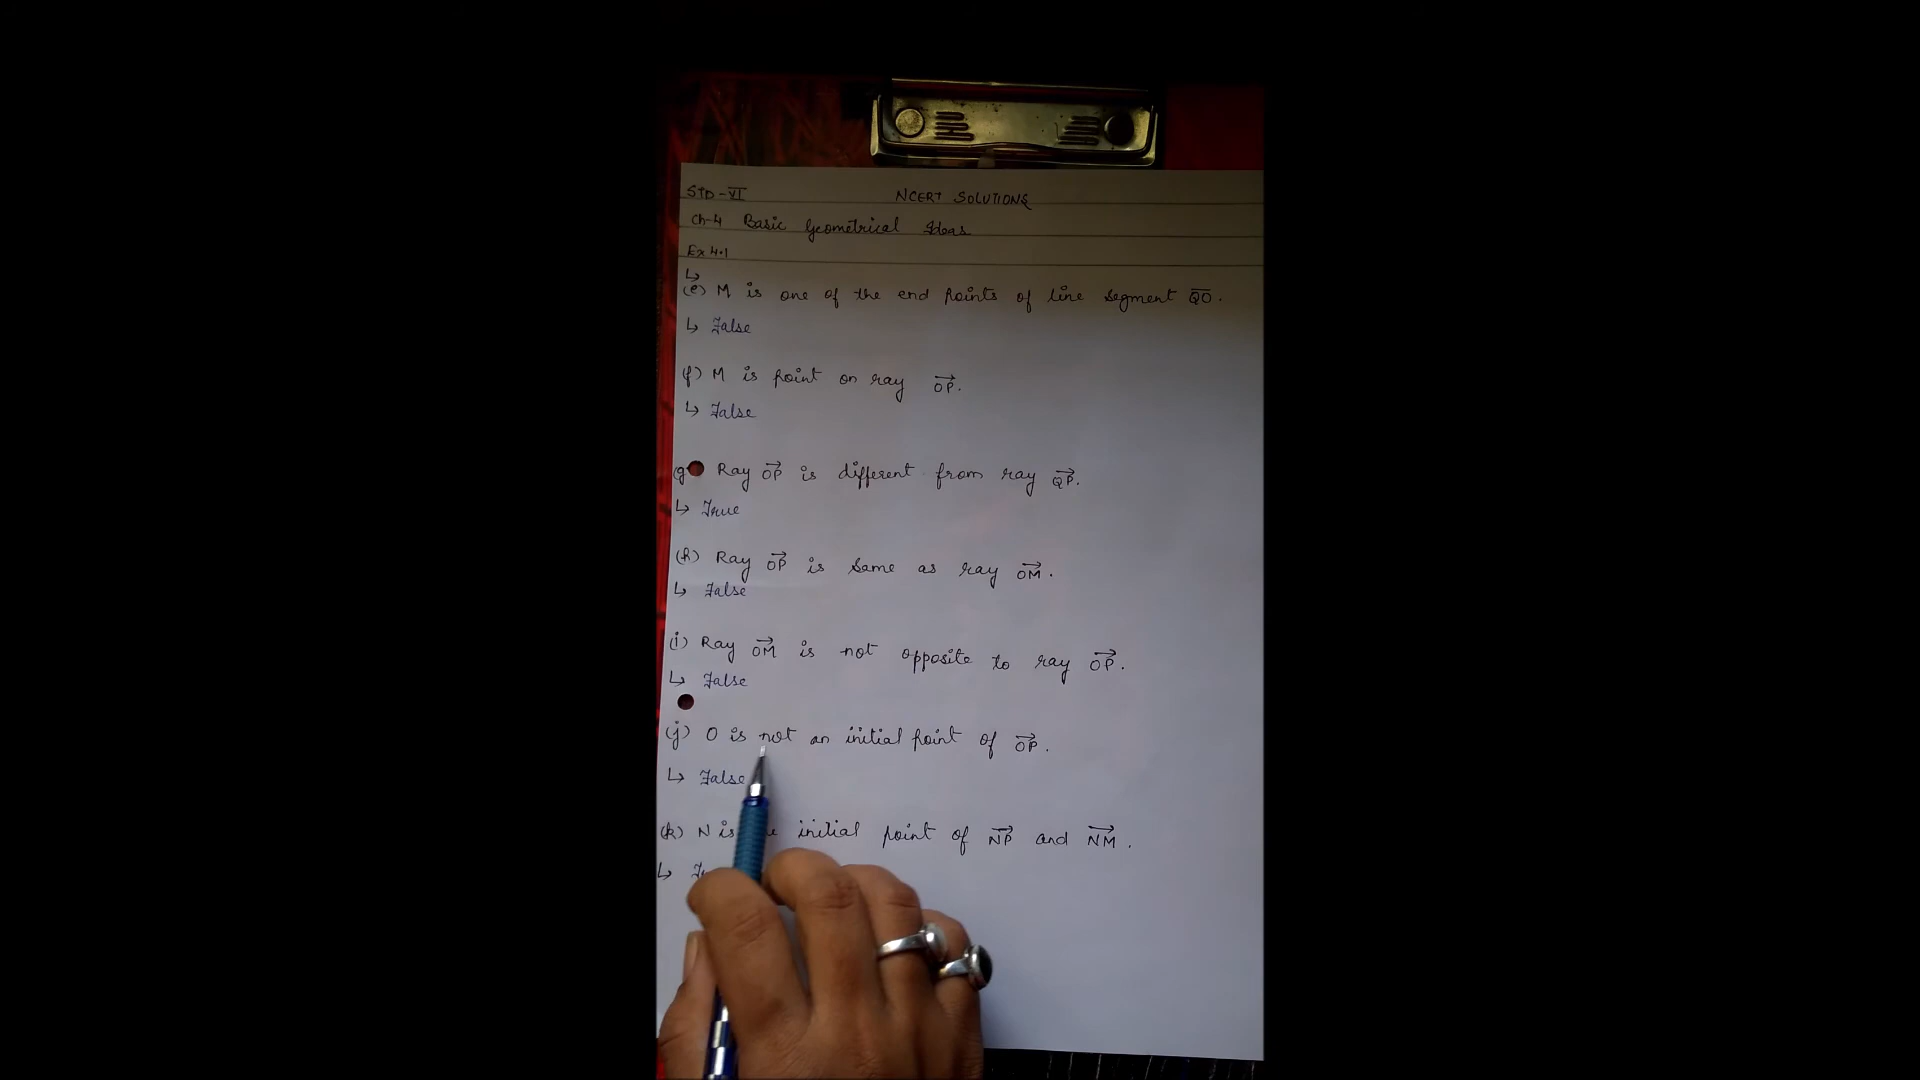 STD-VI NCERT SOLUTIONS
Ch-4 Basic Geometrical Ideas
Ex 4.1
↳
(e) M is one of the end points of line segment Q̅O̅.
↳ False
(f) M is point on ray →OP.
↳ False
(g Ray →OP is different from ray →QP.
↳ True
(h) Ray →OP is same as ray →OM.
↳ False
(i) Ray →OM is not opposite to ray →OP.
↳ False
(j) O is not an initial point of →OP.
↳ False
(k) N is initial point of →NP and →NM.
↳